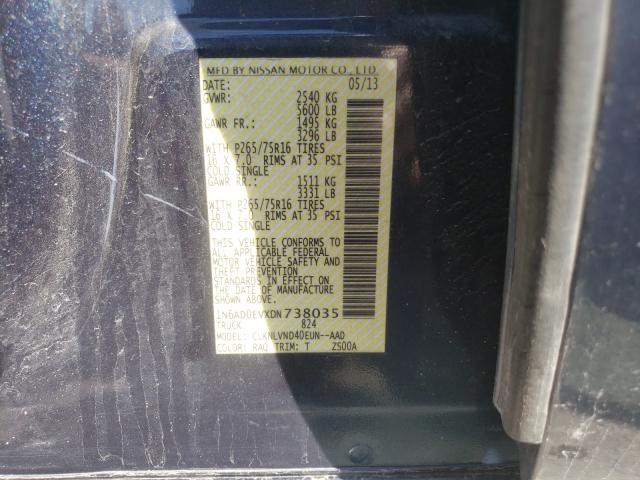 MFD BY NISSAN MOTOR CO., LTD.
DATE: 05/13
GVWR: 2540 KG
5600 LB
GAWR FR.: 1495 KG
3296 LB
WITH P265/75R16 TIRES
16 X 7.0 RIMS AT 35 PSI
COLD SINGLE
GAWR RR.: 1511 KG
3331 LB
WITH P265/75R16 TIRES
16 X 7.0 RIMS AT 35 PSI
COLD SINGLE
THIS VEHICLE CONFORMS TO
ALL APPLICABLE FEDERAL
MOTOR VEHICLE SAFETY AND
THEFT PREVENTION
STANDARDS IN EFFECT ON
THE DATE OF MANUFACTURE
SHOWN ABOVE.
1N6AD0EVXDN738035
TRUCK 824
MODEL: CLKNLVND40EUN--AAD
COLOR: RAQ TRIM: T ZS00A